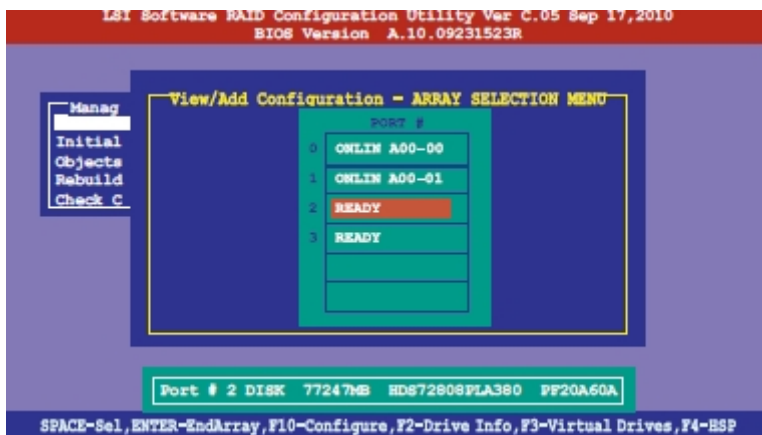 LSI Software RAID Configuration Utility Ver C.05 Sep 17,2010
BIOS Version A.10.09231523R
View/Add Configuration - ARRAY SELECTION MENU
Manag
Initial
Objects
Rebuild
Check C
PORT #
0 ONLIN A00-00
1 ONLIN A00-01
2 READY
3 READY
Port # 2 DISK 77247MB HDS72808PLA380 PF20A60A
SPACE-Sel,ENTER-EndArray,F10-Configure,F2-Drive Info,F3-Virtual Drives,F4-HSP